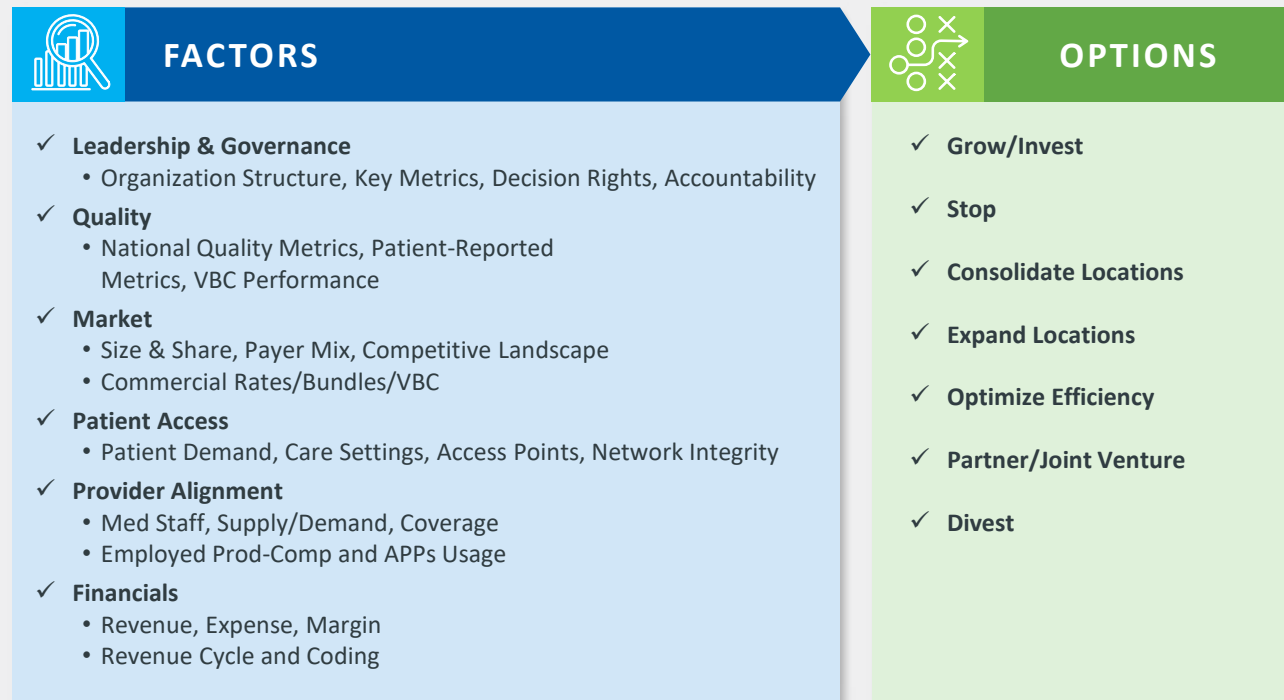 FACTORS
✓ Leadership & Governance
• Organization Structure, Key Metrics, Decision Rights, Accountability
✓ Quality
• National Quality Metrics, Patient-Reported
Metrics, VBC Performance
✓ Market
• Size & Share, Payer Mix, Competitive Landscape
• Commercial Rates/Bundles/VBC
✓ Patient Access
• Patient Demand, Care Settings, Access Points, Network Integrity
✓ Provider Alignment
• Med Staff, Supply/Demand, Coverage
• Employed Prod-Comp and APPs Usage
✓ Financials
• Revenue, Expense, Margin
• Revenue Cycle and Coding
OPTIONS
✓ Grow/Invest
✓ Stop
✓ Consolidate Locations
✓ Expand Locations
✓ Optimize Efficiency
✓ Partner/Joint Venture
✓ Divest